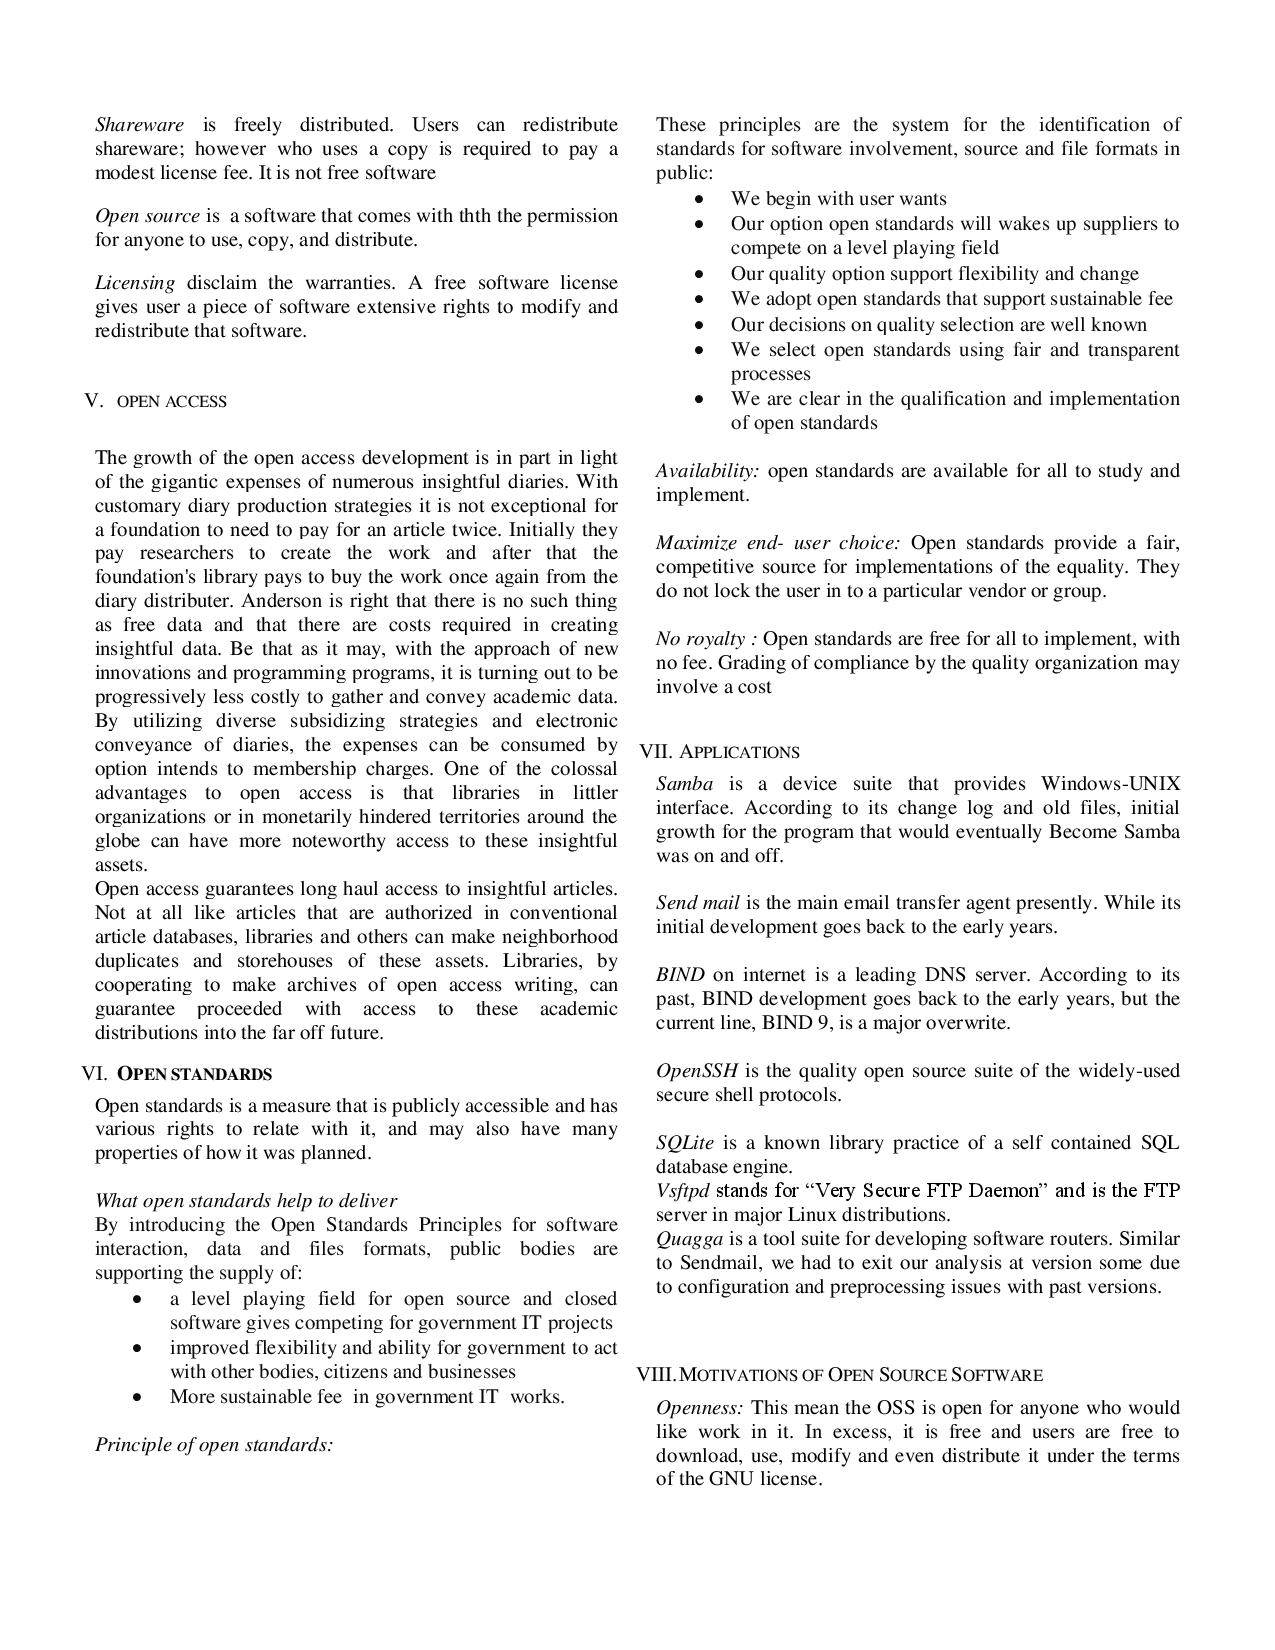 Shareware is freely distributed. Users can redistribute
shareware; however who uses a copy is required to pay a
modest license fee. It is not free software
Open source is  a software that comes with thth the permission
for anyone to use, copy, and distribute.
Licensing disclaim the warranties. A free software license
gives user a piece of software extensive rights to modify and
redistribute that software.
V. OPEN ACCESS
The growth of the open access development is in part in light
of the gigantic expenses of numerous insightful diaries. With
customary diary production strategies it is not exceptional for
a foundation to need to pay for an article twice. Initially they
pay researchers to create the work and after that the
foundation's library pays to buy the work once again from the
diary distributer. Anderson is right that there is no such thing
as free data and that there are costs required in creating
insightful data. Be that as it may, with the approach of new
innovations and programming programs, it is turning out to be
progressively less costly to gather and convey academic data.
By utilizing diverse subsidizing strategies and electronic
conveyance of diaries, the expenses can be consumed by
option intends to membership charges. One of the colossal
advantages to open access is that libraries in littler
organizations or in monetarily hindered territories around the
globe can have more noteworthy access to these insightful
assets.
Open access guarantees long haul access to insightful articles.
Not at all like articles that are authorized in conventional
article databases, libraries and others can make neighborhood
duplicates and storehouses of these assets. Libraries, by
cooperating to make archives of open access writing, can
guarantee proceeded with access to these academic
distributions into the far off future.
VI. OPEN STANDARDS
Open standards is a measure that is publicly accessible and has
various rights to relate with it, and may also have many
properties of how it was planned.
What open standards help to deliver
By introducing the Open Standards Principles for software
interaction, data and files formats, public bodies are
supporting the supply of:
• a level playing field for open source and closed
software gives competing for government IT projects
• improved flexibility and ability for government to act
with other bodies, citizens and businesses
• More sustainable fee  in government IT  works.
Principle of open standards:
These principles are the system for the identification of
standards for software involvement, source and file formats in
public:
• We begin with user wants
• Our option open standards will wakes up suppliers to
compete on a level playing field
• Our quality option support flexibility and change
• We adopt open standards that support sustainable fee
• Our decisions on quality selection are well known
• We select open standards using fair and transparent
processes
• We are clear in the qualification and implementation
of open standards
Availability: open standards are available for all to study and
implement.
Maximize end- user choice: Open standards provide a fair,
competitive source for implementations of the equality. They
do not lock the user in to a particular vendor or group.
No royalty : Open standards are free for all to implement, with
no fee. Grading of compliance by the quality organization may
involve a cost
VII. APPLICATIONS
Samba is a device suite that provides Windows-UNIX
interface. According to its change log and old files, initial
growth for the program that would eventually Become Samba
was on and off.
Send mail is the main email transfer agent presently. While its
initial development goes back to the early years.
BIND on internet is a leading DNS server. According to its
past, BIND development goes back to the early years, but the
current line, BIND 9, is a major overwrite.
OpenSSH is the quality open source suite of the widely-used
secure shell protocols.
SQLite is a known library practice of a self contained SQL
database engine.
Vsftpd stands for “Very Secure FTP Daemon” and is the FTP
server in major Linux distributions.
Quagga is a tool suite for developing software routers. Similar
to Sendmail, we had to exit our analysis at version some due
to configuration and preprocessing issues with past versions.
VIII. MOTIVATIONS OF OPEN SOURCE SOFTWARE
Openness: This mean the OSS is open for anyone who would
like work in it. In excess, it is free and users are free to
download, use, modify and even distribute it under the terms
of the GNU license.